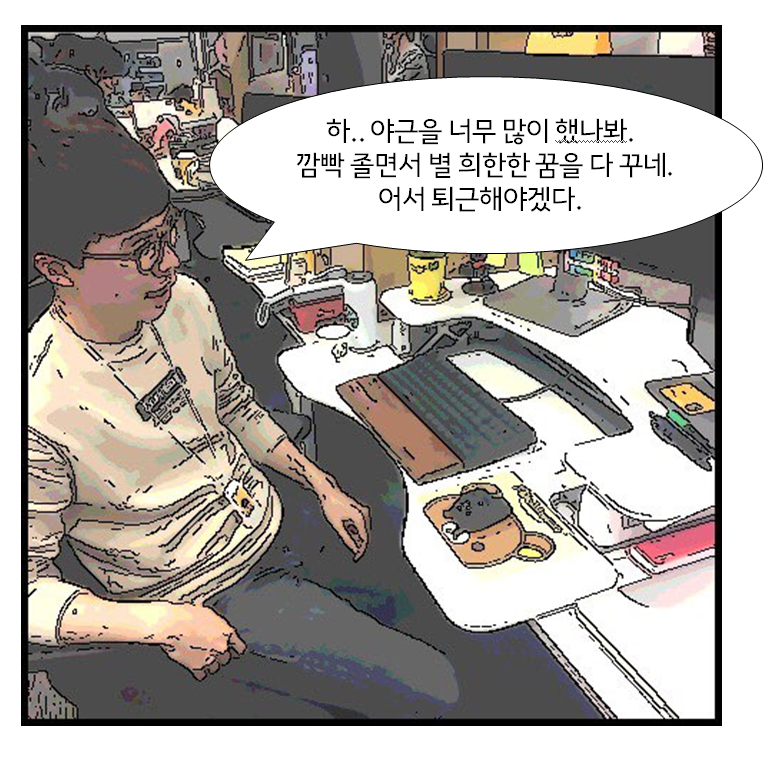 하.. 야근을 너무 많이 했나봐.
깜빡 졸면서 별 희한한 꿈을 다 꾸네.
어서 퇴근해야겠다.